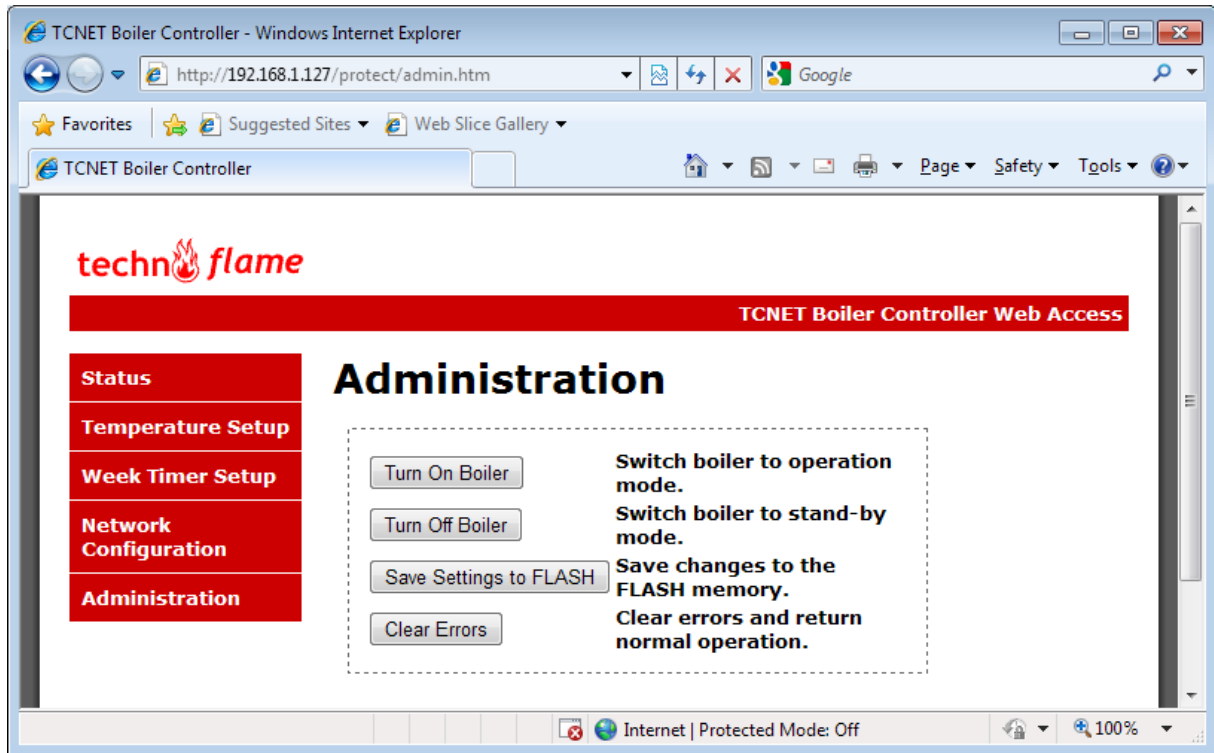 TCNET Boiler Controller - Windows Internet Explorer
http://192.168.1.127/protect/admin.htm
Google
Favorites
Suggested Sites
Web Slice Gallery
TCNET Boiler Controller
Page
Safety
Tools
techn flame
TCNET Boiler Controller Web Access
Status
Temperature Setup
Week Timer Setup
Network
Configuration
Administration
Administration
Turn On Boiler
Switch boiler to operation
mode.
Turn Off Boiler
Switch boiler to stand-by
mode.
Save Settings to FLASH
Save changes to the
FLASH memory.
Clear Errors
Clear errors and return
normal operation.
Internet | Protected Mode: Off
100%